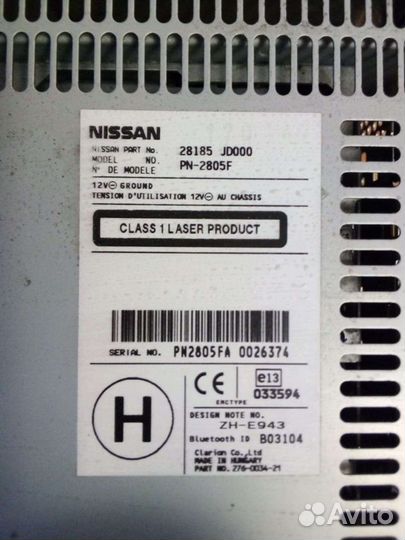 NISSAN
NISSAN PART No. 28185 JD000
MODEL NO. PN-2805F
N° DE MODELE
12V⊖ GROUND
TENSION D'UTILISATION 12V⊖ AU CHASSIS
CLASS 1 LASER PRODUCT
SERIAL NO. PN2805FA 0026374
H
CE e13
033594
EMCTYPE
DESIGN NOTE NO.
ZH-E943
Bluetooth ID B03104
Clarion Co.,Ltd
MADE IN HUNGARY
PART NO. 276-0034-21
Avito